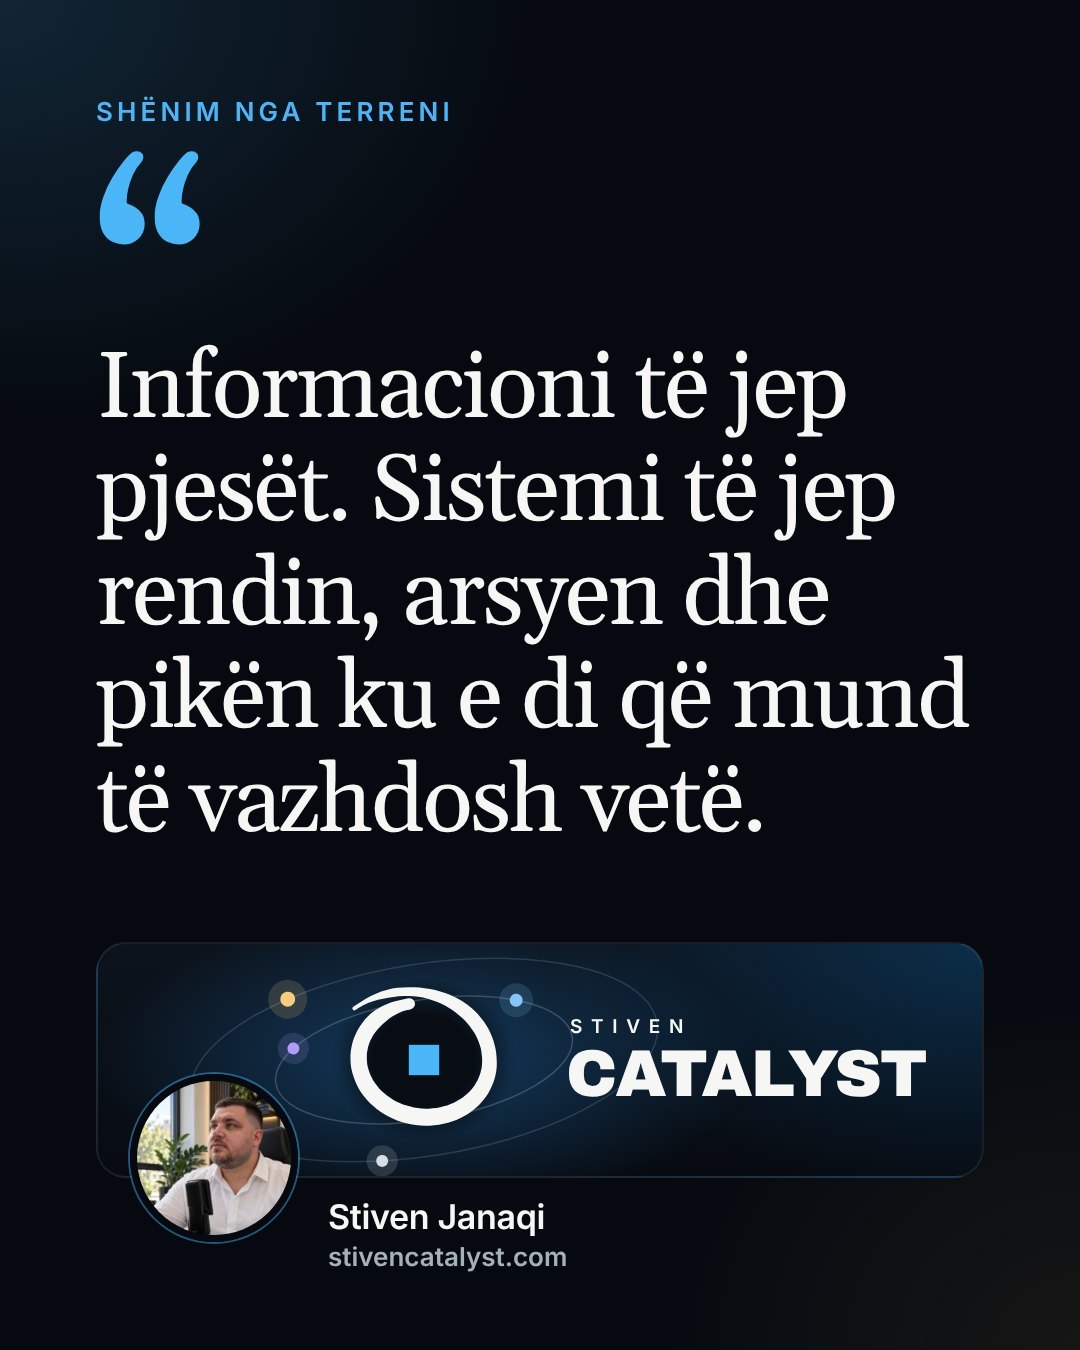 SHËNIM NGA TERRENI
“
Informacioni të jep
pjesët. Sistemi të jep
rendin, arsyen dhe
pikën ku e di që mund
të vazhdosh vetë.
STIVEN
CATALYST
Stiven Janaqi
stivencatalyst.com